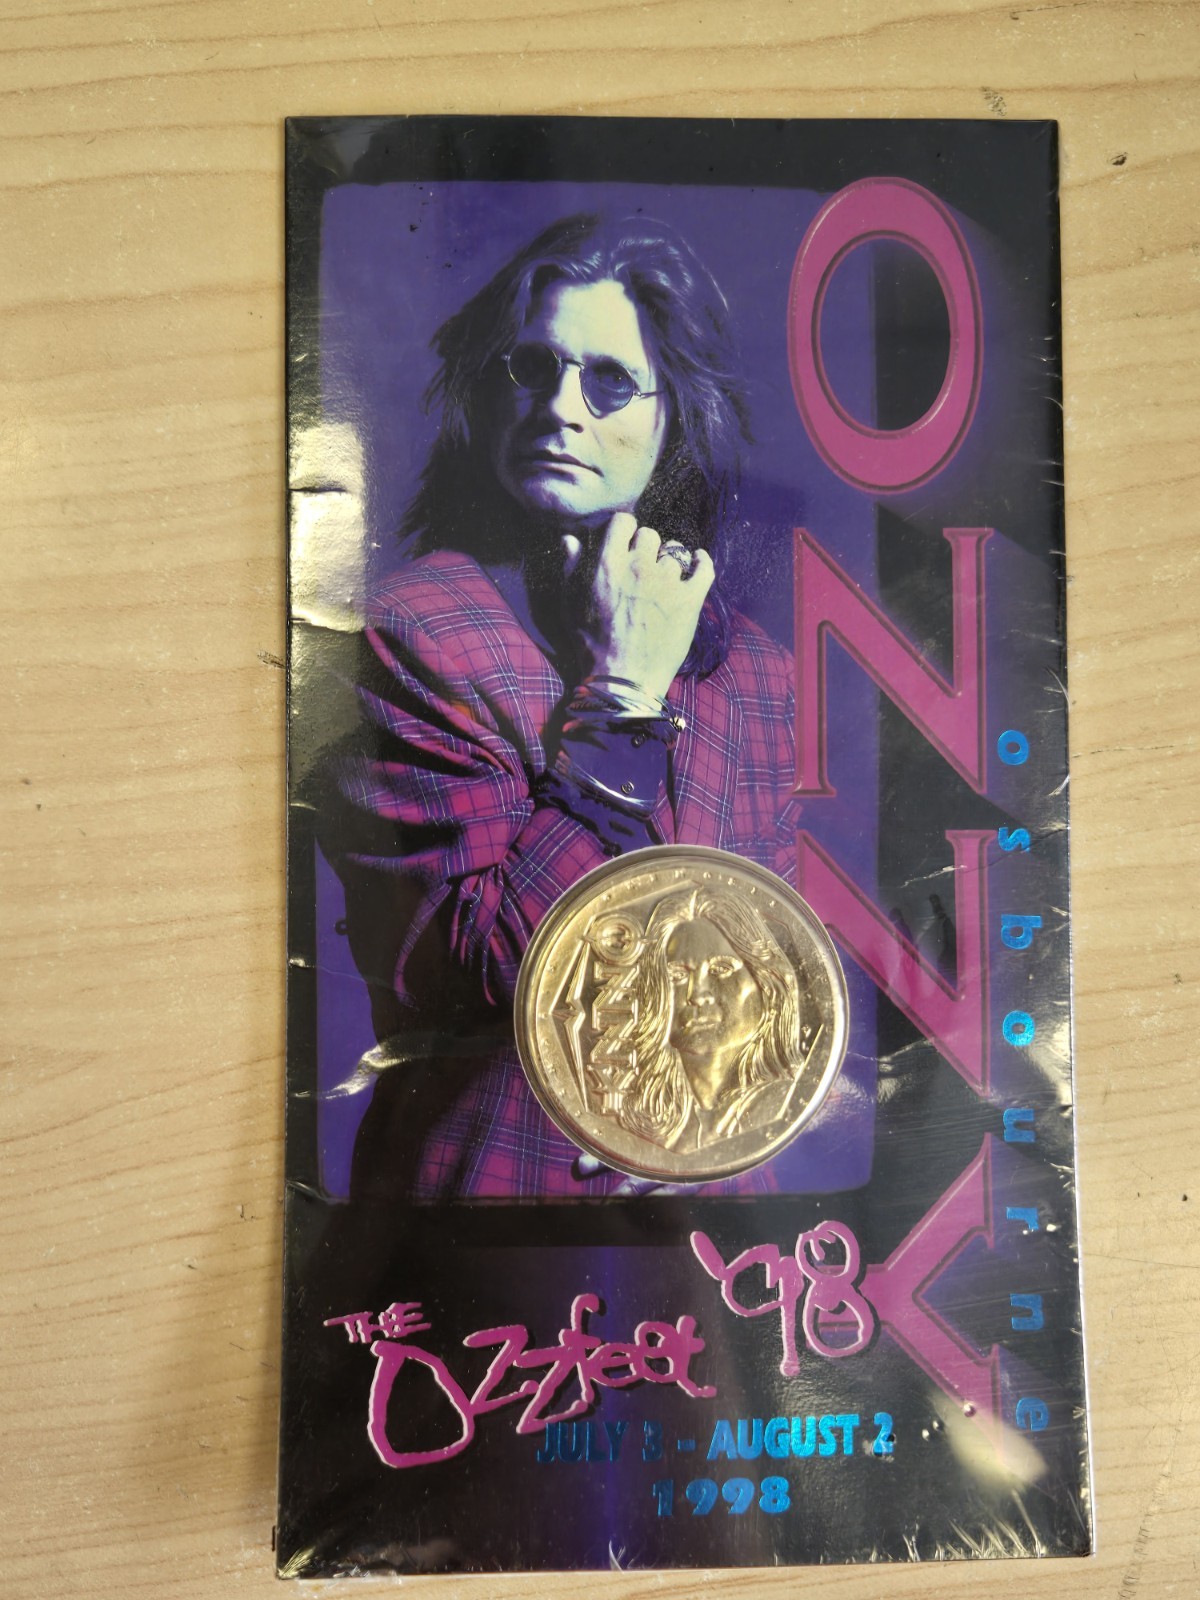 OZZY
osbourne
OZZY
THE
Ozzfest '98
JULY 3 - AUGUST 2
1998